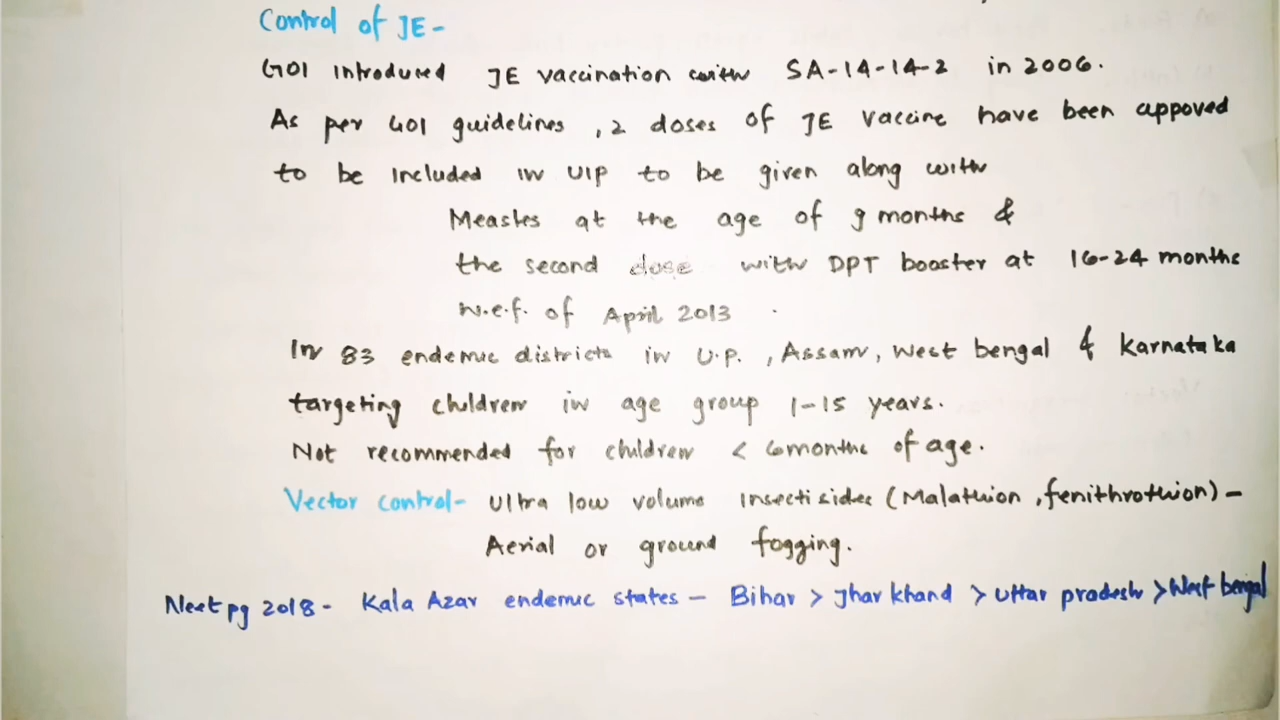 Control of JE-
GOI introduced JE vaccination with SA-14-14-2 in 2006.
As per GOI guidelines , 2 doses of JE vaccine have been appoved
to be included in UIP to be given along with
Measles at the age of 9 months &
the second dose with DPT booster at 16-24 months
w.e.f. of April 2013
In 83 endemic districts in U.P. , Assam, West bengal & Karnataka
targeting children in age group 1-15 years.
Not recommended for children < 6months of age.
Vector control- Ultra low volume insectisides (Malathion , fenithrothion) -
Aerial or ground fogging.
Neet pg 2018- Kala Azar endemic states - Bihar > Jharkhand > Uttar pradesh > West bengal